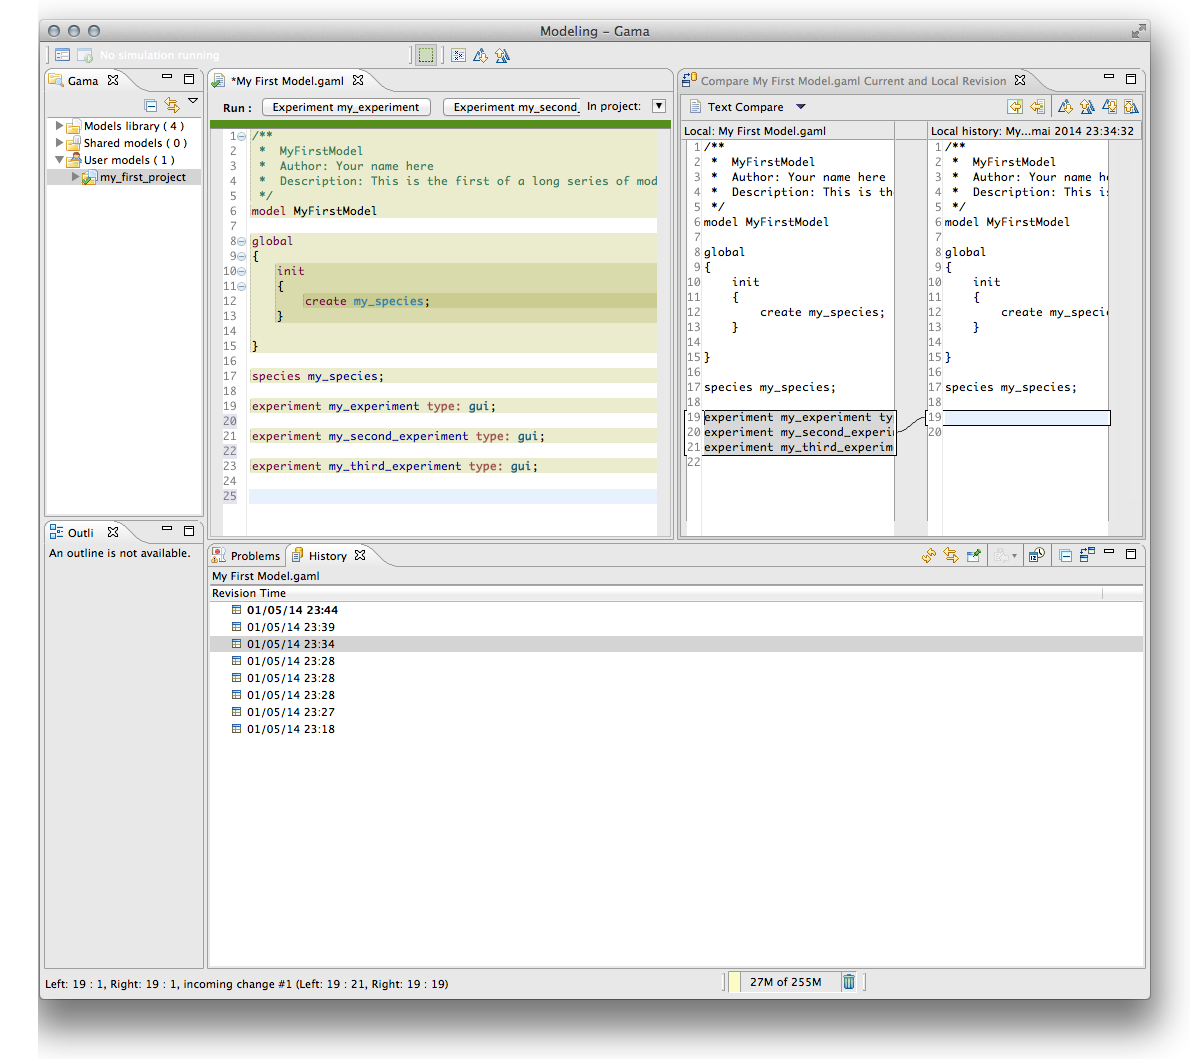 Modeling – Gama
No simulation running
Gama
Models library ( 4 )
Shared models ( 0 )
User models ( 1 )
my_first_project
*My First Model.gaml
Run :
Experiment my_experiment
Experiment my_second_
In project:
1 /**
2 * MyFirstModel
3 * Author: Your name here
4 * Description: This is the first of a long series of mod
5 */
6 model MyFirstModel
7
8 global
9 {
10 init
11 {
12 create my_species;
13 }
14
15 }
16
17 species my_species;
18
19 experiment my_experiment type: gui;
20
21 experiment my_second_experiment type: gui;
22
23 experiment my_third_experiment type: gui;
24
25
Compare My First Model.gaml Current and Local Revision
Text Compare
Local: My First Model.gaml
1 /**
2 * MyFirstModel
3 * Author: Your name here
4 * Description: This is th
5 */
6 model MyFirstModel
7
8 global
9 {
10 init
11 {
12 create my_species;
13 }
14
15 }
16
17 species my_species;
18
19 experiment my_experiment ty
20 experiment my_second_experi
21 experiment my_third_experim
22
Local history: My...mai 2014 23:34:32
1 /**
2 * MyFirstModel
3 * Author: Your name h
4 * Description: This i
5 */
6 model MyFirstModel
7
8 global
9 {
10 init
11 {
12 create my_speci
13 }
14
15 }
16
17 species my_species;
18
19
20
Outli
An outline is not available.
Problems
History
My First Model.gaml
Revision Time
01/05/14 23:44
01/05/14 23:39
01/05/14 23:34
01/05/14 23:28
01/05/14 23:28
01/05/14 23:28
01/05/14 23:27
01/05/14 23:18
Left: 19 : 1, Right: 19 : 1, incoming change #1 (Left: 19 : 21, Right: 19 : 19)
27M of 255M